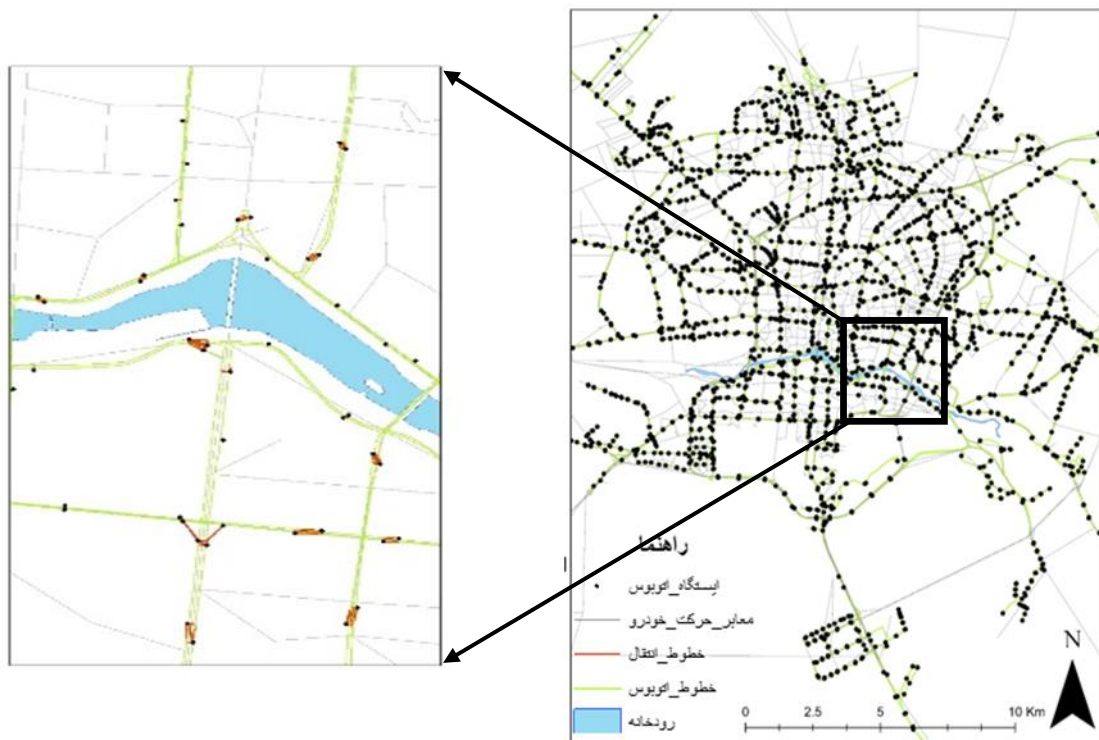 راهنما
ایستگاه_اتوبوس
معابر_حرکت_خودرو
خطوط_انتقال
خطوط_اتوبوس
رودخانه
N
0 2.5 5 10 Km